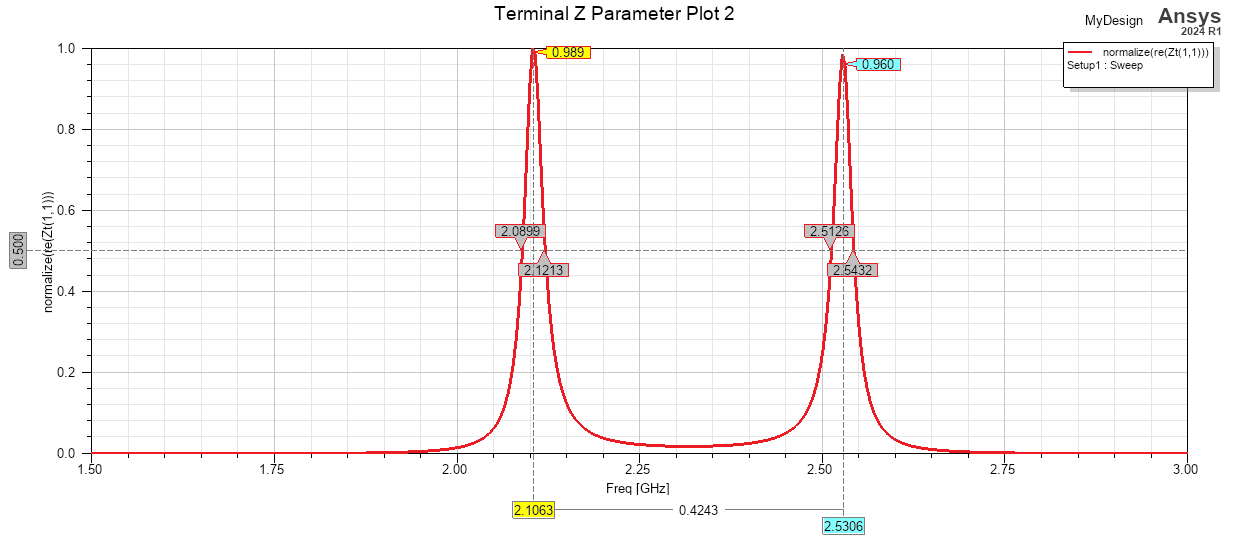 Terminal Z Parameter Plot 2
MyDesign
Ansys
2024 R1
normalize(re(Zt(1,1)))
Setup1 : Sweep
normalize(re(Zt(1,1)))
1.0
0.8
0.6
0.4
0.2
0.0
0.500
0.989
0.960
2.0899
2.1213
2.5126
2.5432
1.50
1.75
2.00
2.25
2.50
2.75
3.00
Freq [GHz]
2.1063
0.4243
2.5306